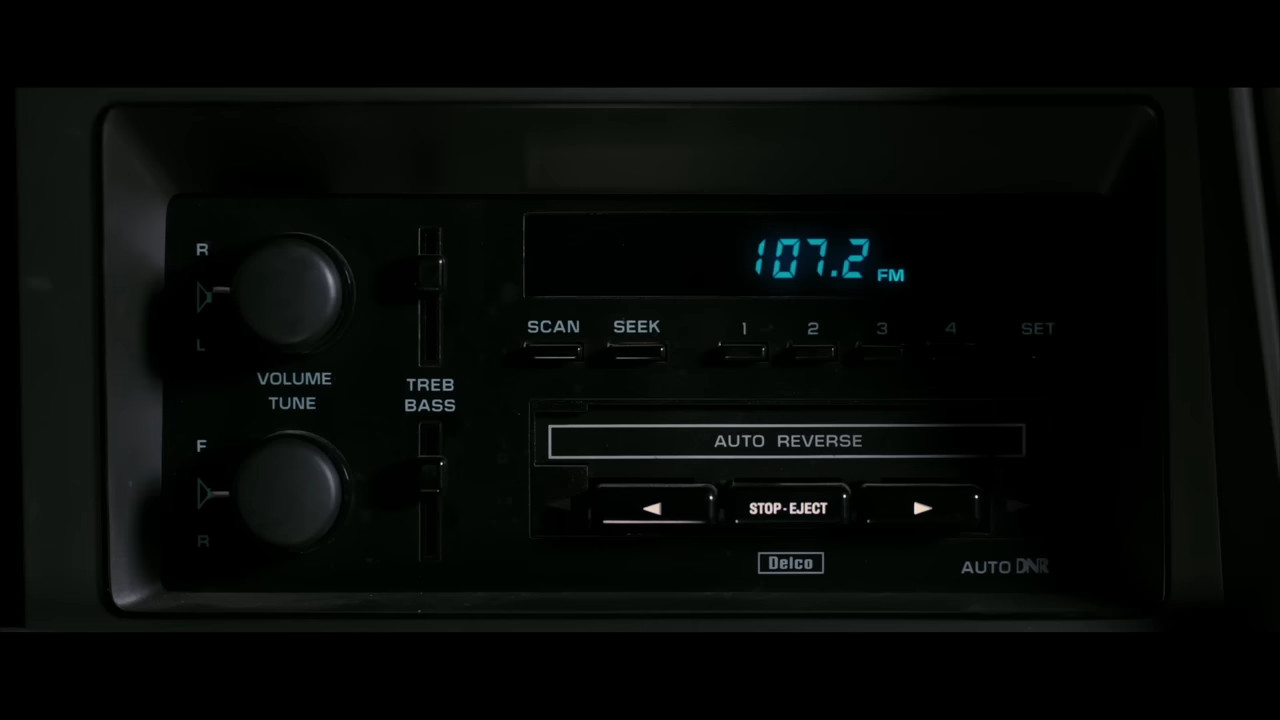 107.2 FM
R
SCAN SEEK 1 2 3 4 SET
L
VOLUME
TUNE
TREB
BASS
AUTO REVERSE
F
STOP-EJECT
R
Delco
AUTO DNR